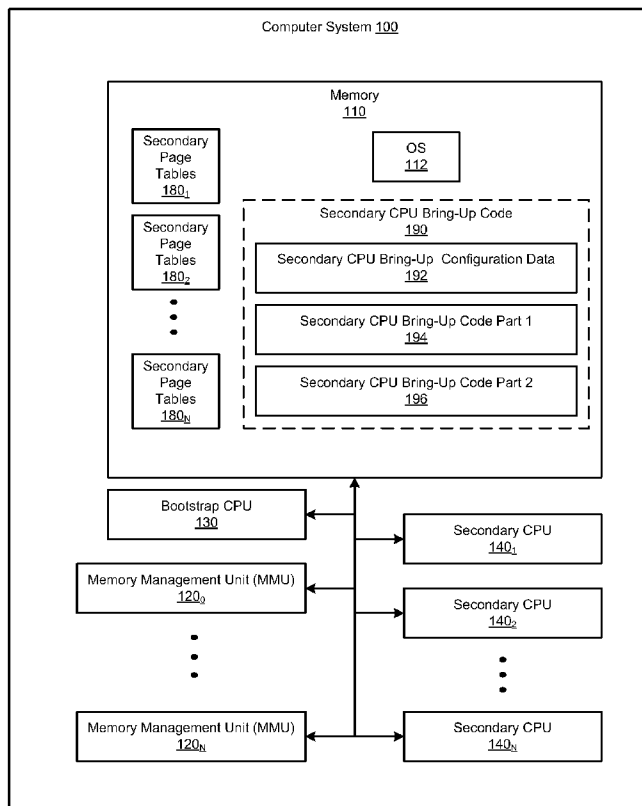 Computer System 100
Memory
110
Secondary
Page
Tables
180₁
OS
112
Secondary
Page
Tables
180₂
Secondary
Page
Tables
180N
Secondary CPU Bring-Up Code
190
Secondary CPU Bring-Up Configuration Data
192
Secondary CPU Bring-Up Code Part 1
194
Secondary CPU Bring-Up Code Part 2
196
Bootstrap CPU
130
Memory Management Unit (MMU)
120₀
Memory Management Unit (MMU)
120N
Secondary CPU
140₁
Secondary CPU
140₂
Secondary CPU
140N